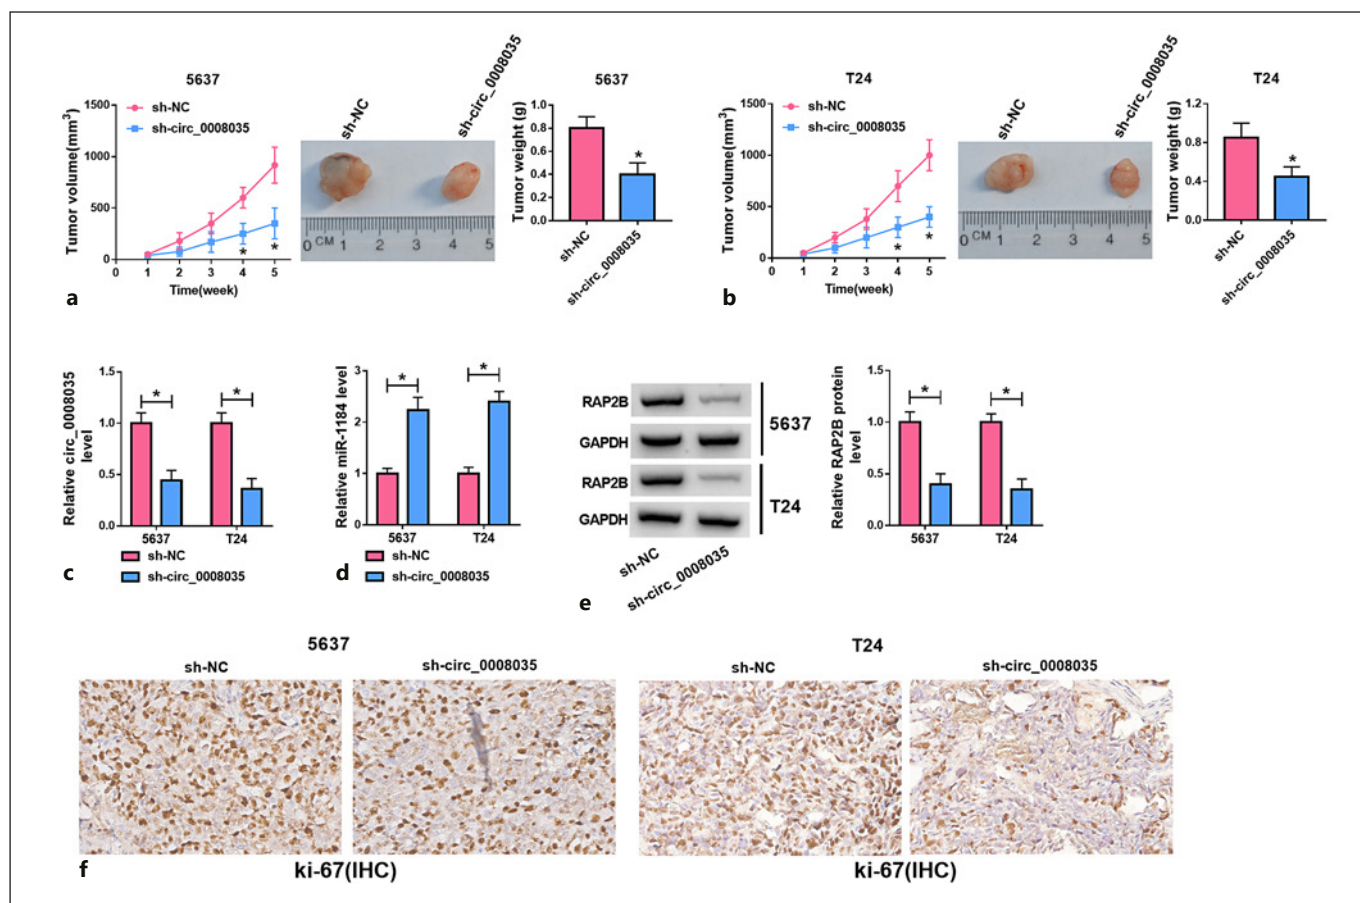 5637
Tumor volume(mm³)
1500
1000
500
0
sh-NC
sh-circ_0008035
0 1 2 3 4 5
* *
Time(week)
sh-NC
sh-circ_0008035
0 CM 1 2 3 4 5
5637
Tumor weight (g)
1.0
0.8
0.6
0.4
0.2
0.0
*
sh-NC
sh-circ_0008035
a
T24
Tumor volume(mm³)
1500
1000
500
0
sh-NC
sh-circ_0008035
0 1 2 3 4 5
* *
Time(week)
sh-NC
sh-circ_0008035
0 CM 1 2 3 4 5
T24
Tumor weight (g)
1.2
0.8
0.4
0.0
*
sh-NC
sh-circ_0008035
b
Relative circ_0008035
level
1.5
1.0
0.5
0.0
* *
5637 T24
sh-NC
sh-circ_0008035
c
Relative miR-1184 level
3
2
1
0
* *
5637 T24
sh-NC
sh-circ_0008035
d
RAP2B
GAPDH
5637
RAP2B
GAPDH
T24
sh-NC
sh-circ_0008035
Relative RAP2B protein
level
1.5
1.0
0.5
0.0
* *
5637 T24
e
5637
sh-NC sh-circ_0008035
ki-67(IHC)
T24
sh-NC sh-circ_0008035
ki-67(IHC)
f